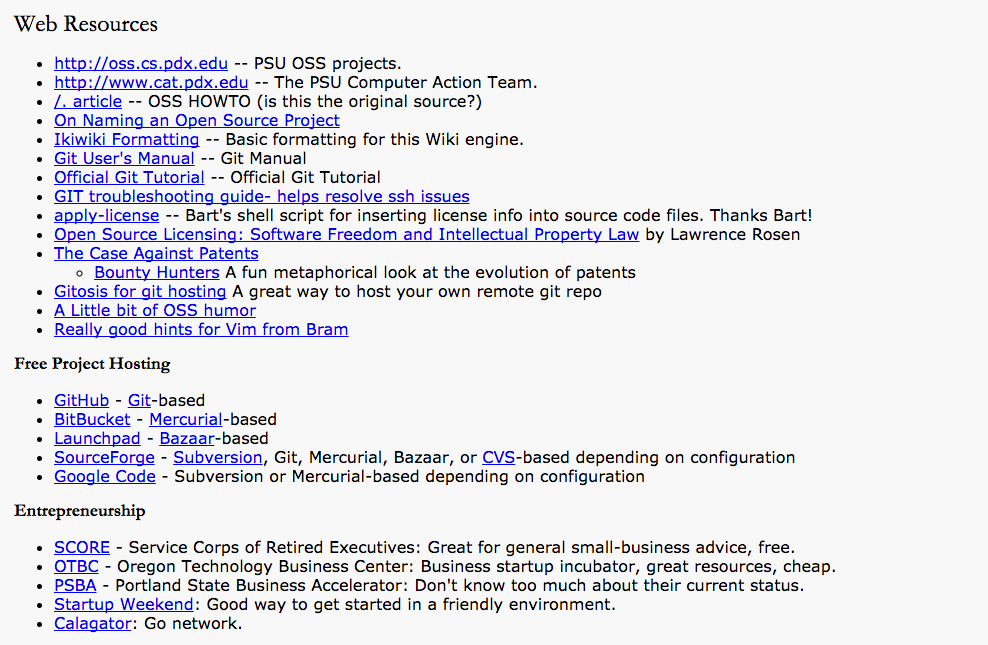 Web Resources
http://oss.cs.pdx.edu -- PSU OSS projects.
http://www.cat.pdx.edu -- The PSU Computer Action Team.
/. article -- OSS HOWTO (is this the original source?)
On Naming an Open Source Project
Ikiwiki Formatting -- Basic formatting for this Wiki engine.
Git User's Manual -- Git Manual
Official Git Tutorial -- Official Git Tutorial
GIT troubleshooting guide- helps resolve ssh issues
apply-license -- Bart's shell script for inserting license info into source code files. Thanks Bart!
Open Source Licensing: Software Freedom and Intellectual Property Law by Lawrence Rosen
The Case Against Patents
Bounty Hunters A fun metaphorical look at the evolution of patents
Gitosis for git hosting A great way to host your own remote git repo
A Little bit of OSS humor
Really good hints for Vim from Bram
Free Project Hosting
GitHub - Git-based
BitBucket - Mercurial-based
Launchpad - Bazaar-based
SourceForge - Subversion, Git, Mercurial, Bazaar, or CVS-based depending on configuration
Google Code - Subversion or Mercurial-based depending on configuration
Entrepreneurship
SCORE - Service Corps of Retired Executives: Great for general small-business advice, free.
OTBC - Oregon Technology Business Center: Business startup incubator, great resources, cheap.
PSBA - Portland State Business Accelerator: Don't know too much about their current status.
Startup Weekend: Good way to get started in a friendly environment.
Calagator: Go network.